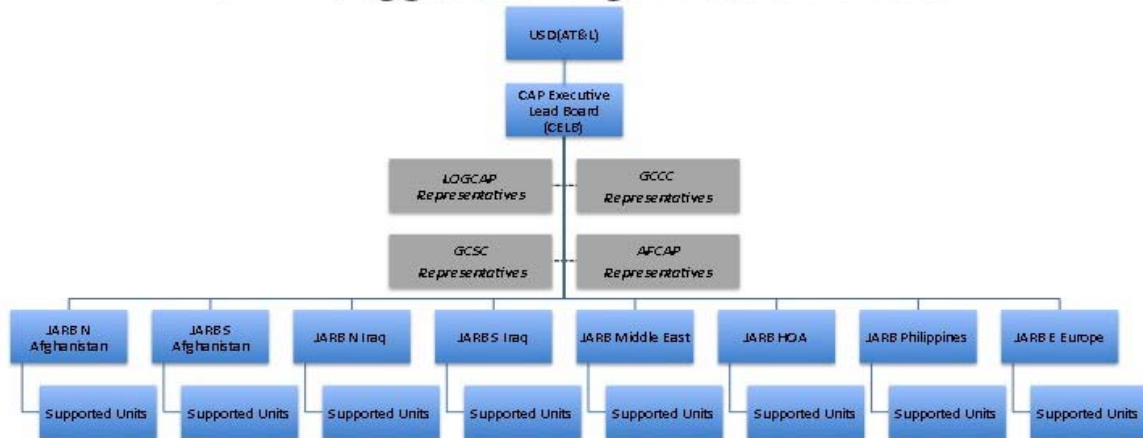 USD(AT&L)
CAP Executive
Lead Board
(CELB)
LOGCAP
Representatives
GCCC
Representatives
GCSC
Representatives
AFCAP
Representatives
JARB N
Afghanistan
JARB S
Afghanistan
JARB N Iraq
JARB S Iraq
JARB Middle East
JARB HOA
JARB Philippines
JARB E Europe
Supported Units
Supported Units
Supported Units
Supported Units
Supported Units
Supported Units
Supported Units
Supported Units